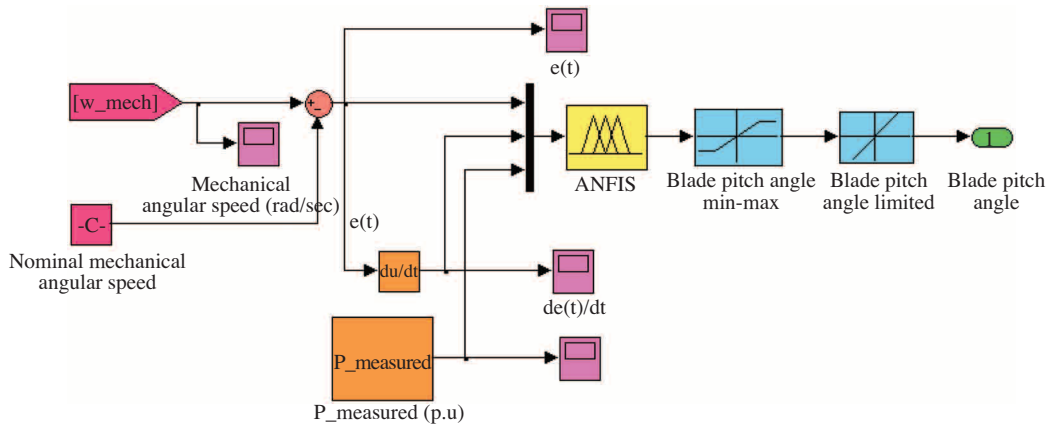 e(t)
[w_mech]
+
-
Mechanical
angular speed (rad/sec)
ANFIS
Blade pitch angle
min-max
Blade pitch
angle limited
1
Blade pitch
angle
-C-
Nominal mechanical
angular speed
e(t)
du/dt
de(t)/dt
P_measured
P_measured (p.u)